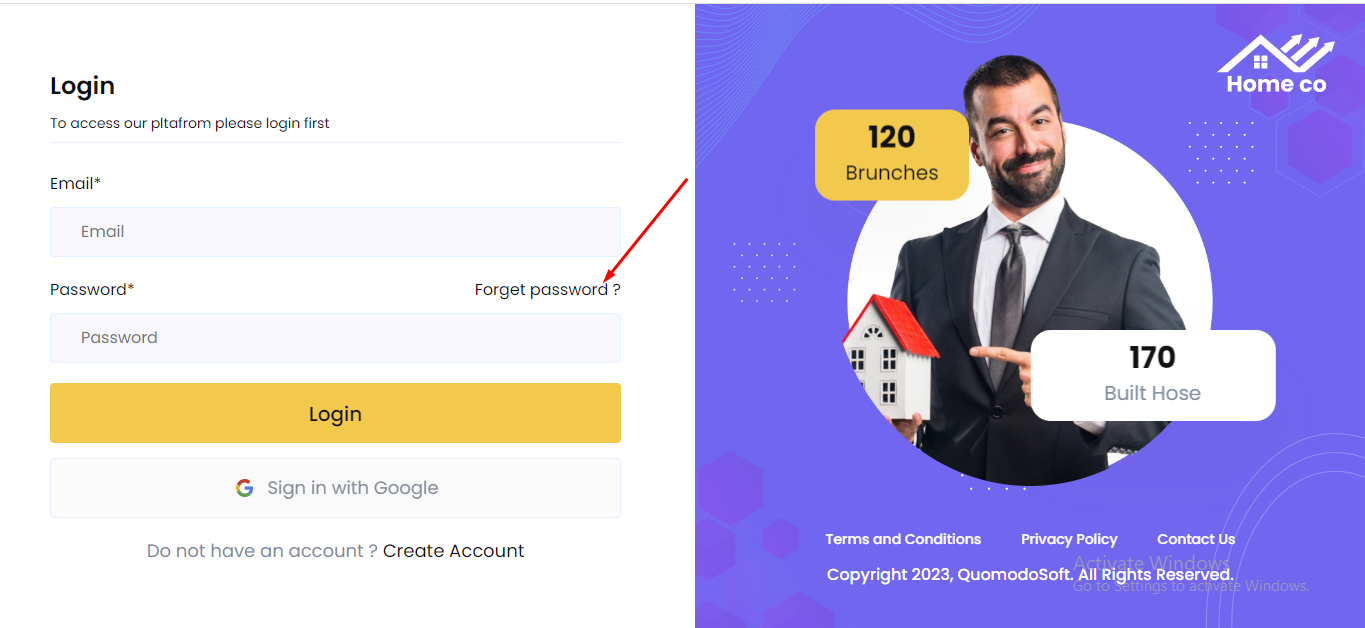 Login
To access our pltafrom please login first
Email*
Email
Password*
Forget password ?
Password
Login
Sign in with Google
Do not have an account ? Create Account
Home co
120
Brunches
170
Built Hose
Terms and Conditions
Privacy Policy
Contact Us
Copyright 2023, QuomodoSoft. All Rights Reserved.
Activate Windows
Go to Settings to activate Windows.